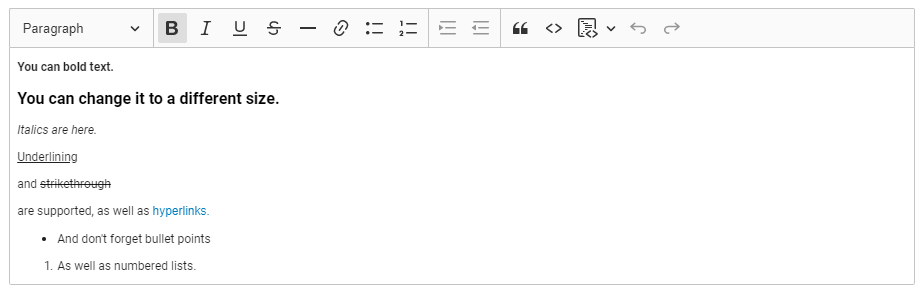 Paragraph
You can bold text.
You can change it to a different size.
Italics are here.
Underlining
and strikethrough
are supported, as well as hyperlinks.
• And don't forget bullet points
1. As well as numbered lists.